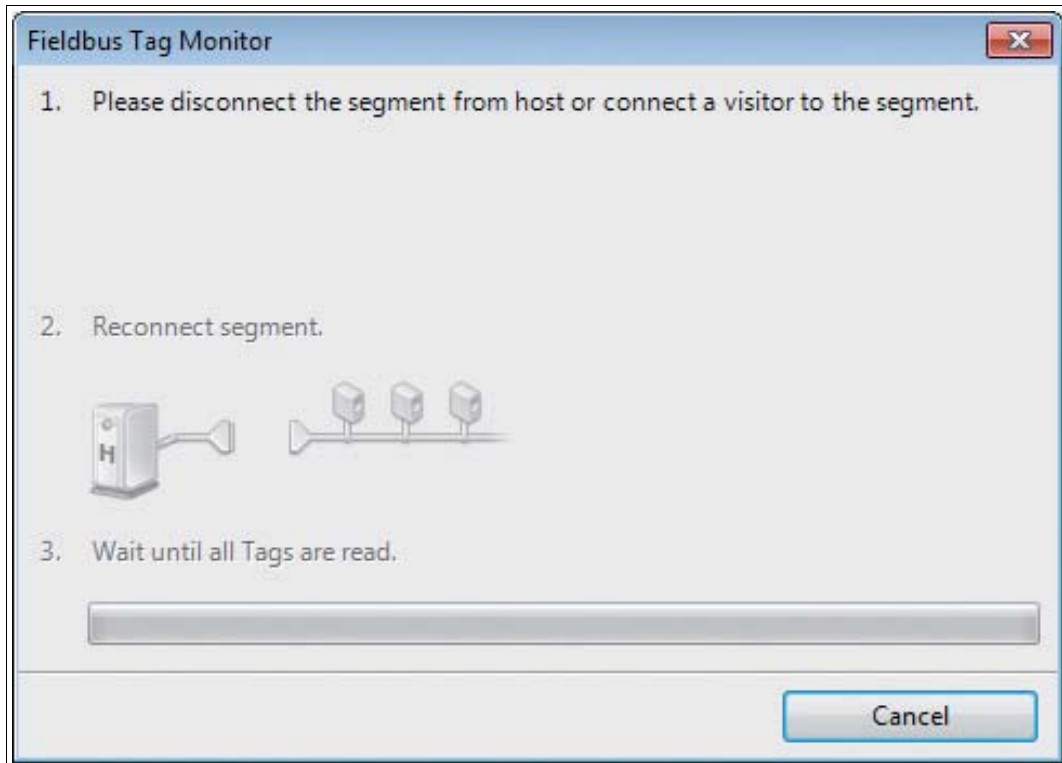 Fieldbus Tag Monitor
1. Please disconnect the segment from host or connect a visitor to the segment.
2. Reconnect segment.
H
3. Wait until all Tags are read.
Cancel